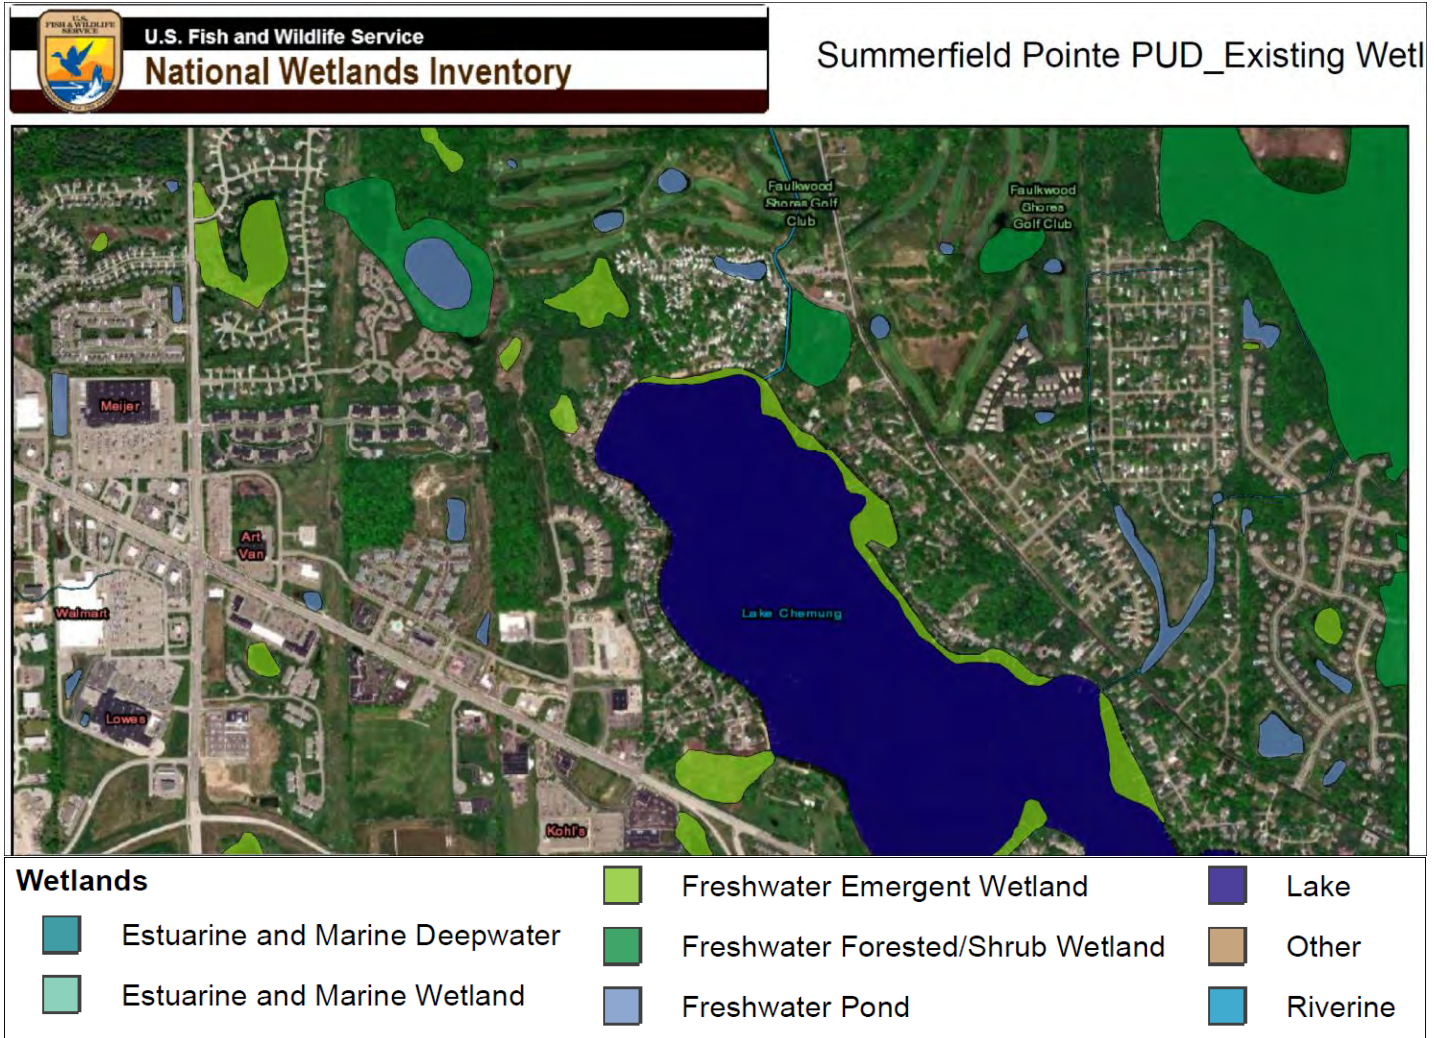 U.S.
FISH & WILDLIFE
SERVICE
U.S. Fish and Wildlife Service
National Wetlands Inventory
Summerfield Pointe PUD_Existing Wetl
Faulkwood
Shores Golf
Club
Faulkwood
Shores
Golf Club
Meijer
Art
Van
Walmart
Lake Chemung
Lowes
Kohl's
Wetlands
Estuarine and Marine Deepwater
Estuarine and Marine Wetland
Freshwater Emergent Wetland
Freshwater Forested/Shrub Wetland
Freshwater Pond
Lake
Other
Riverine